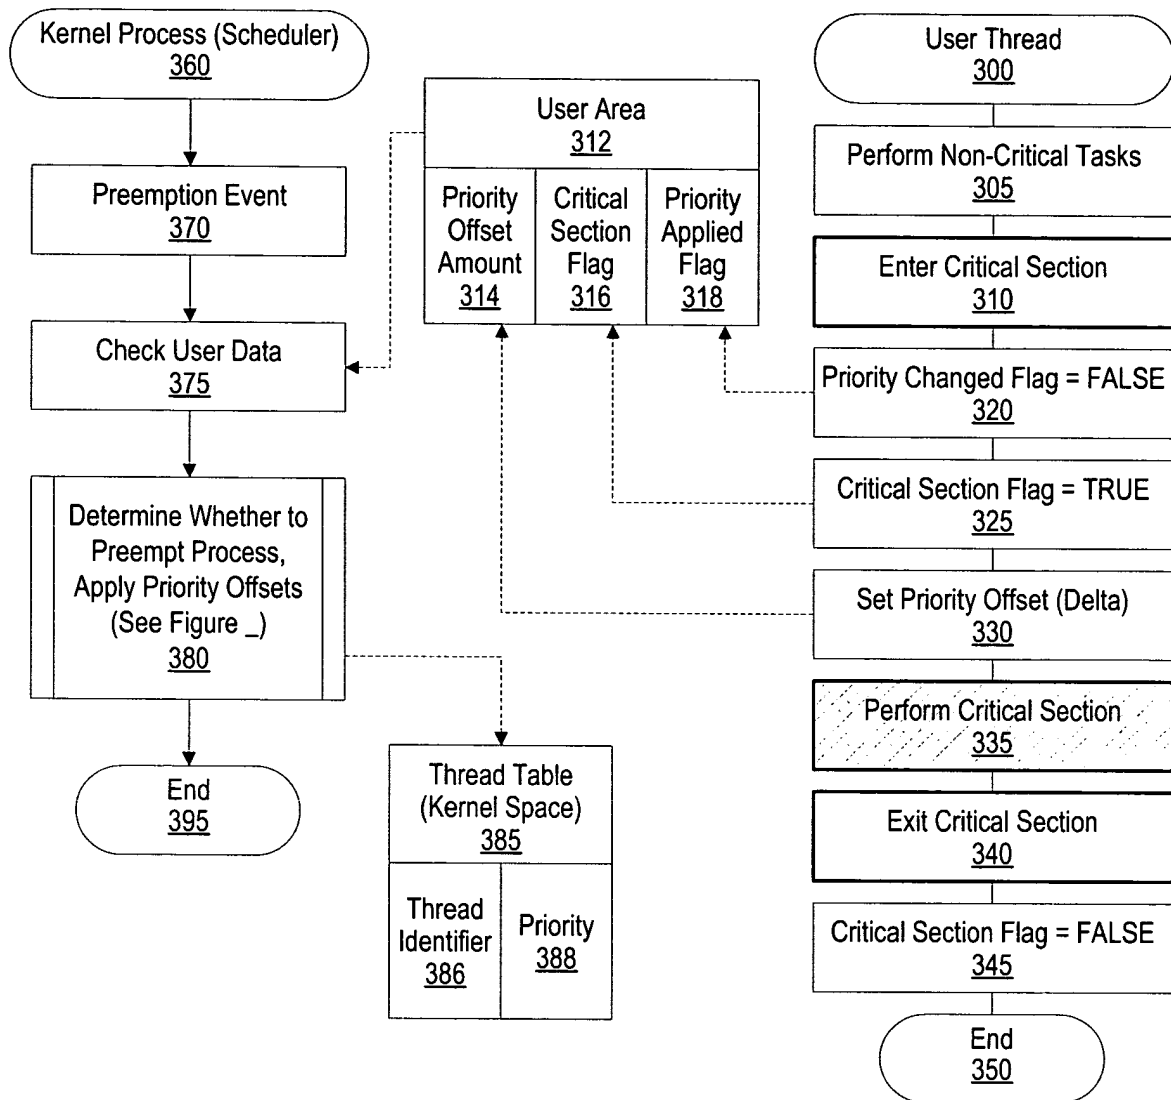 Kernel Process (Scheduler)
360
Preemption Event
370
Check User Data
375
Determine Whether to
Preempt Process,
Apply Priority Offsets
(See Figure _)
380
End
395
User Area
312
Priority
Offset
Amount
314
Critical
Section
Flag
316
Priority
Applied
Flag
318
Thread Table
(Kernel Space)
385
Thread
Identifier
386
Priority
388
User Thread
300
Perform Non-Critical Tasks
305
Enter Critical Section
310
Priority Changed Flag = FALSE
320
Critical Section Flag = TRUE
325
Set Priority Offset (Delta)
330
Perform Critical Section
335
Exit Critical Section
340
Critical Section Flag = FALSE
345
End
350